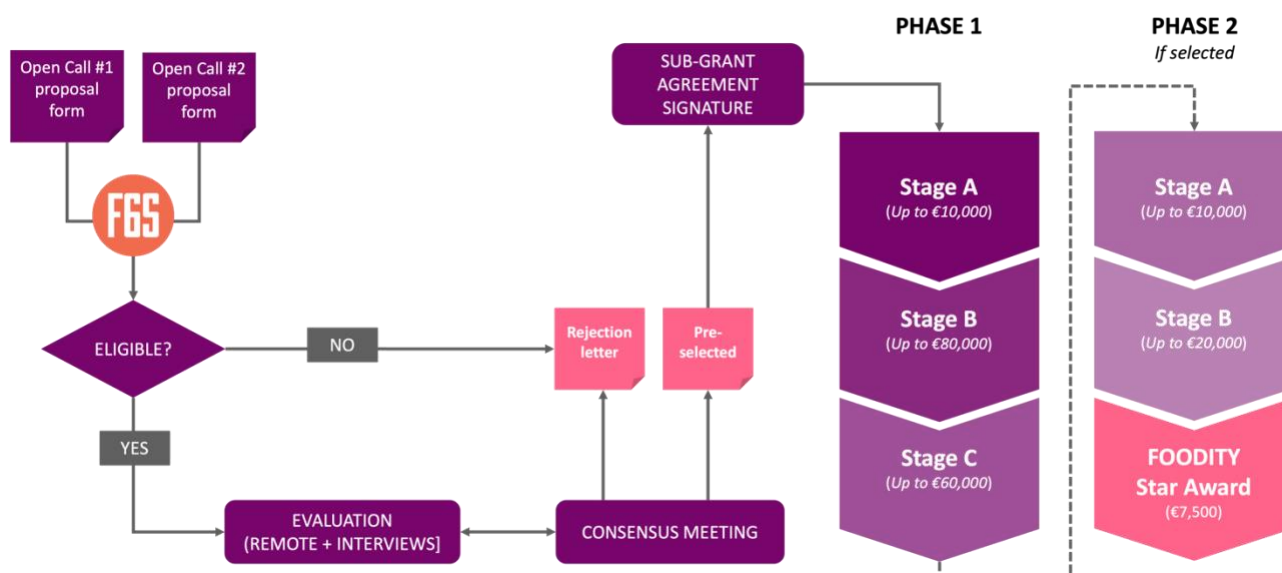 Open Call #1
proposal
form
Open Call #2
proposal
form
F6S
ELIGIBLE?
NO
YES
Rejection
letter
Pre-
selected
EVALUATION
(REMOTE + INTERVIEWS]
CONSENSUS MEETING
SUB-GRANT
AGREEMENT
SIGNATURE
PHASE 1
Stage A
(Up to €10,000)
Stage B
(Up to €80,000)
Stage C
(Up to €60,000)
PHASE 2
If selected
Stage A
(Up to €10,000)
Stage B
(Up to €20,000)
FOODITY
Star Award
(€7,500)